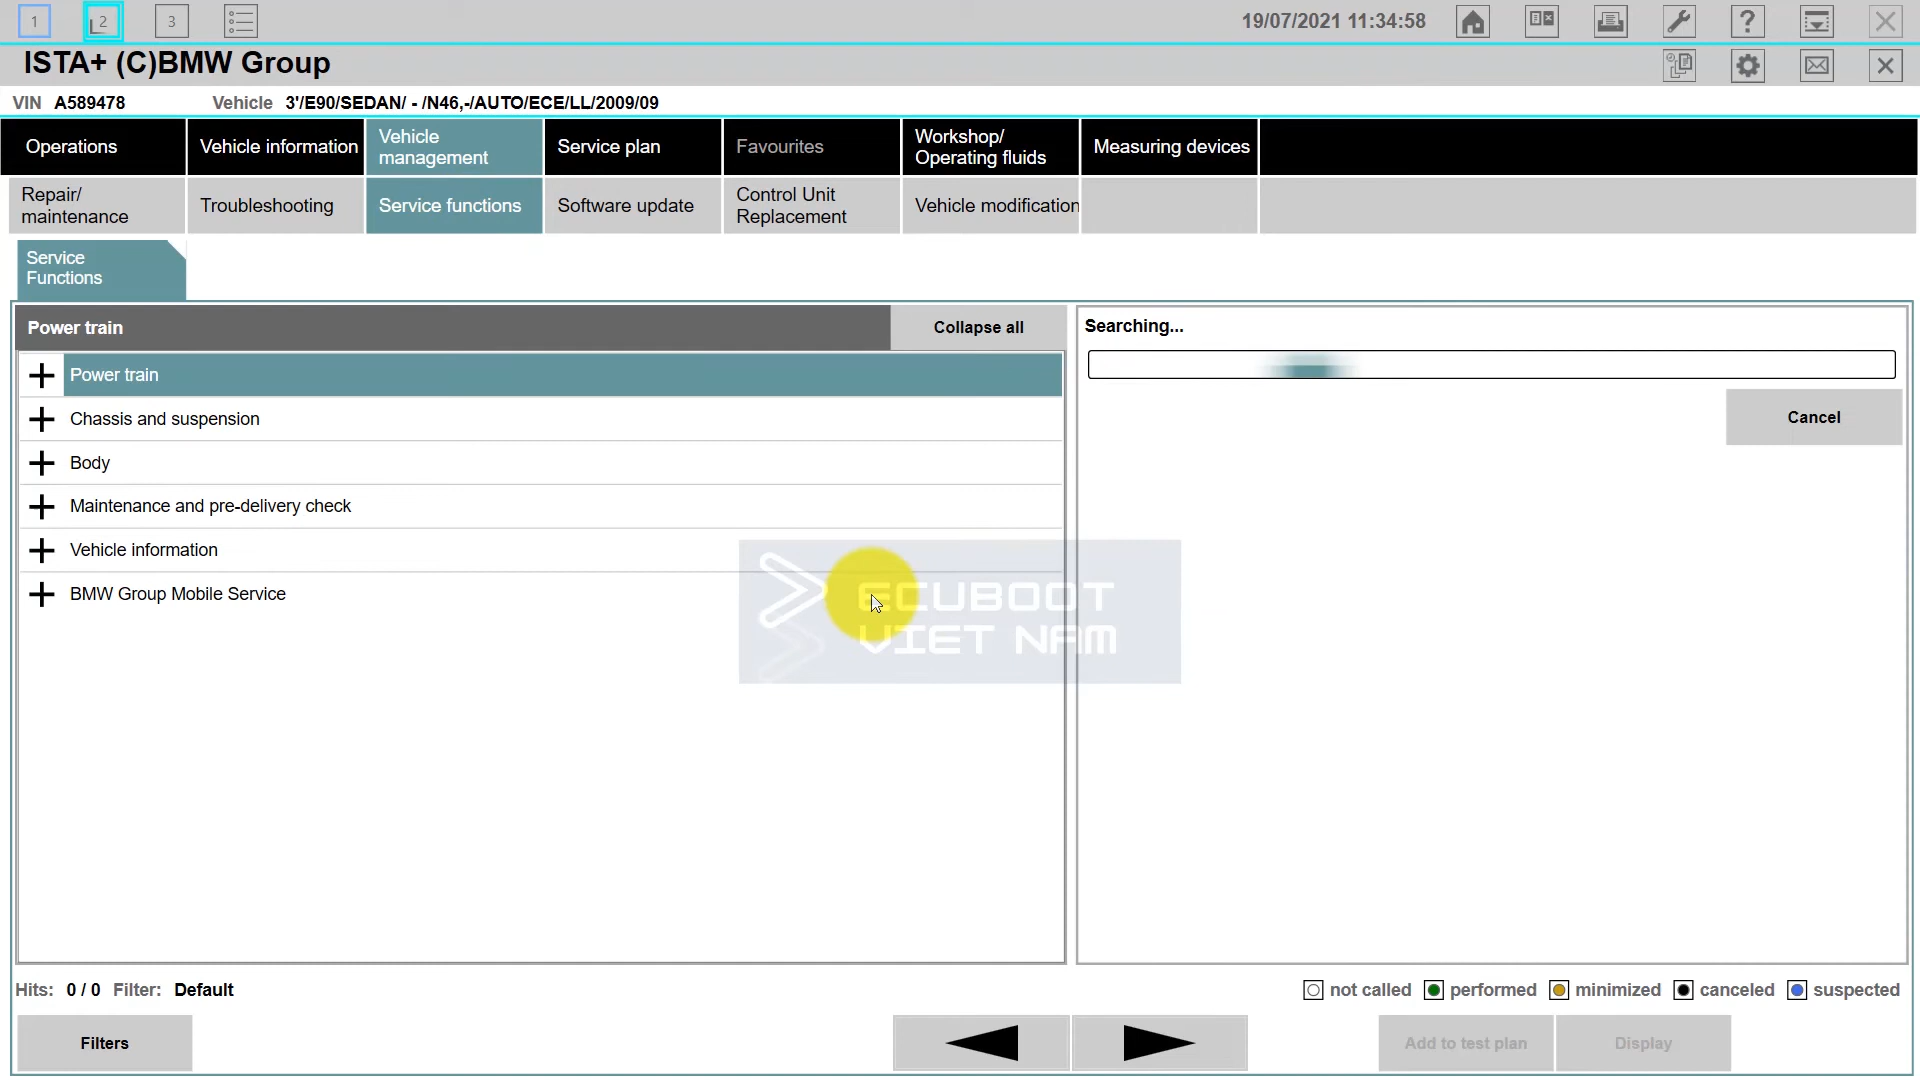 1 2 3 19/07/2021 11:34:58
ISTA+ (C)BMW Group
VIN A589478 Vehicle 3'/E90/SEDAN/ - /N46,-/AUTO/ECE/LL/2009/09
Operations
Vehicle information
Vehicle
management
Service plan
Favourites
Workshop/
Operating fluids
Measuring devices
Repair/
maintenance
Troubleshooting
Service functions
Software update
Control Unit
Replacement
Vehicle modification
Service
Functions
Power train
Collapse all
Power train
Chassis and suspension
Body
Maintenance and pre-delivery check
Vehicle information
BMW Group Mobile Service
Searching...
Cancel
ECUBOOT
VIET NAM
Hits: 0 / 0 Filter: Default
not called performed minimized canceled suspected
Filters
Add to test plan
Display